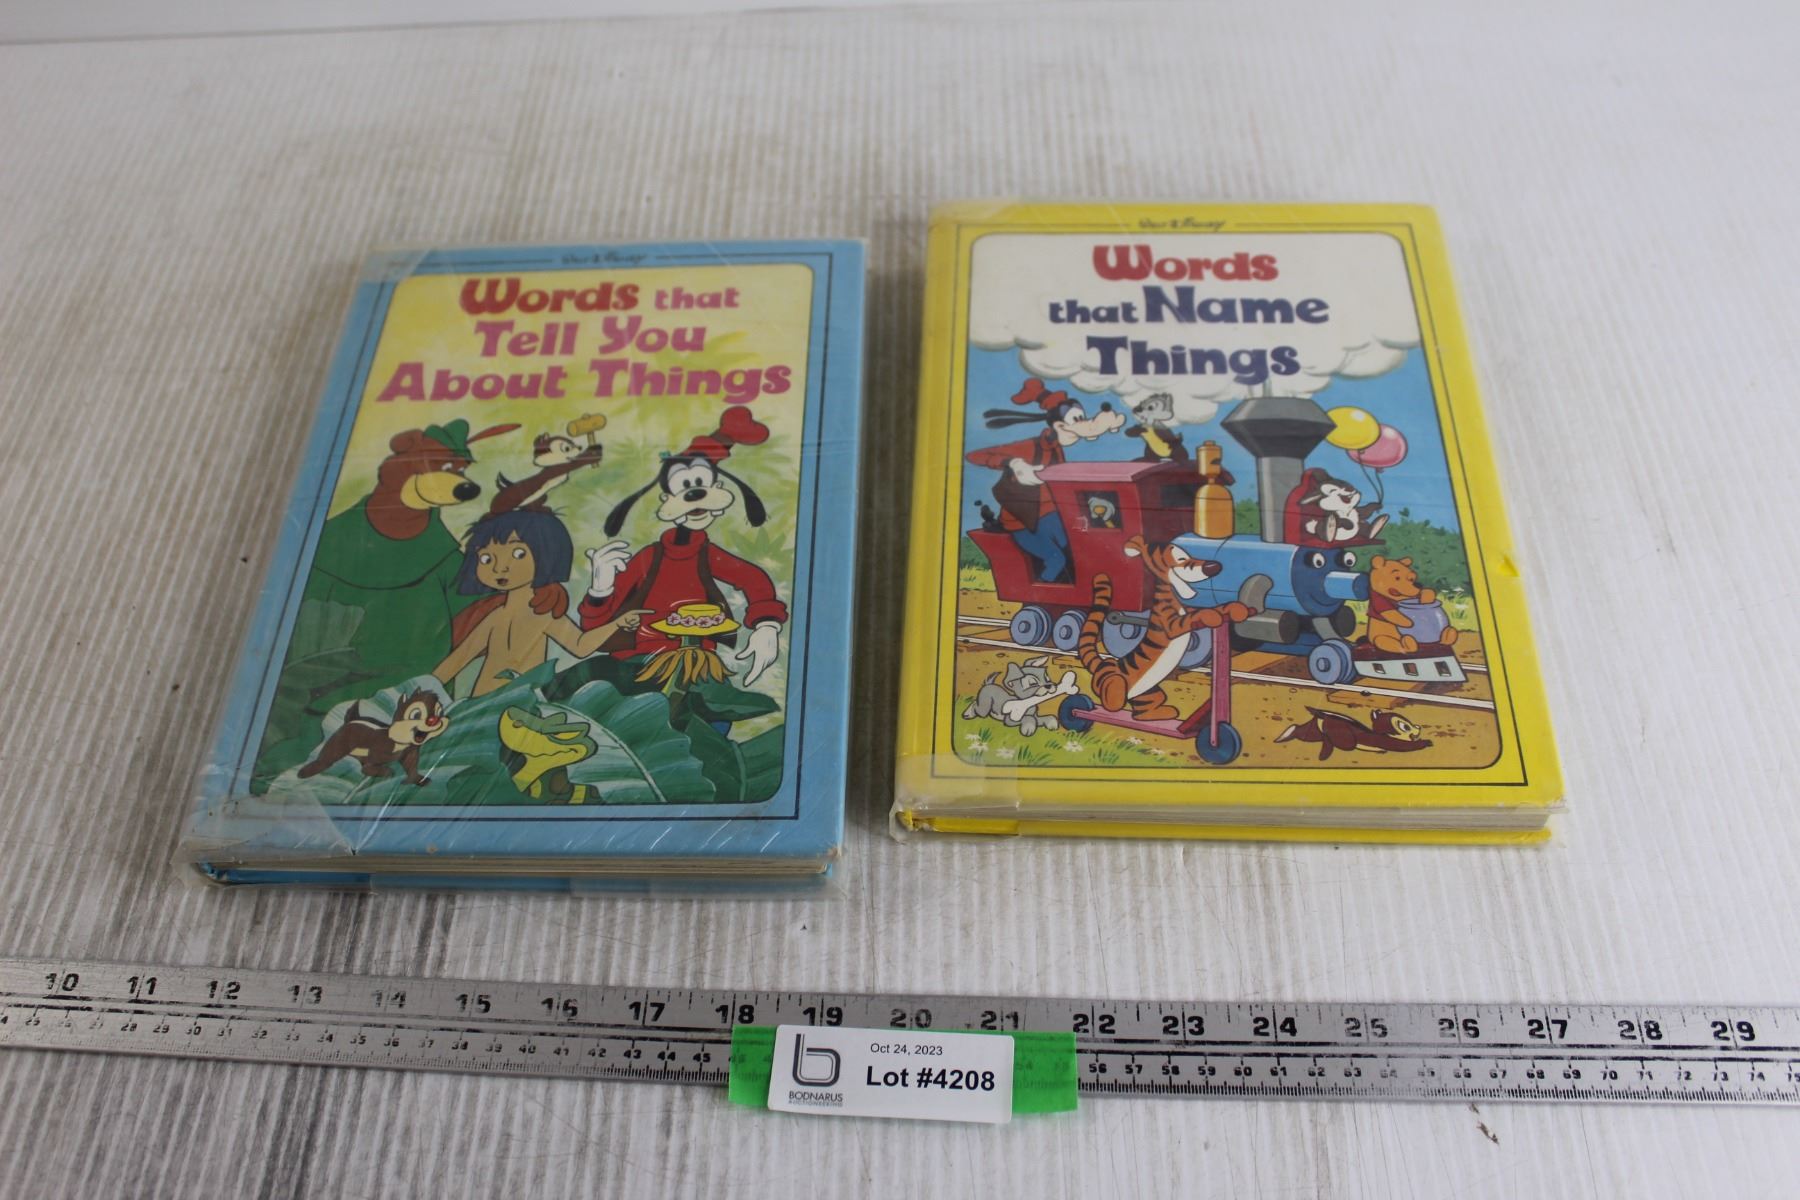 Walt Disney
Words that
Tell You
About Things
Walt Disney
Words
that Name
Things
10 11 12 13 14 15 16 17 18 19 20 21 22 23 24 25 26 27 28 29
Oct 24, 2023
Lot #4208
BODNARUS
AUCTIONEERING